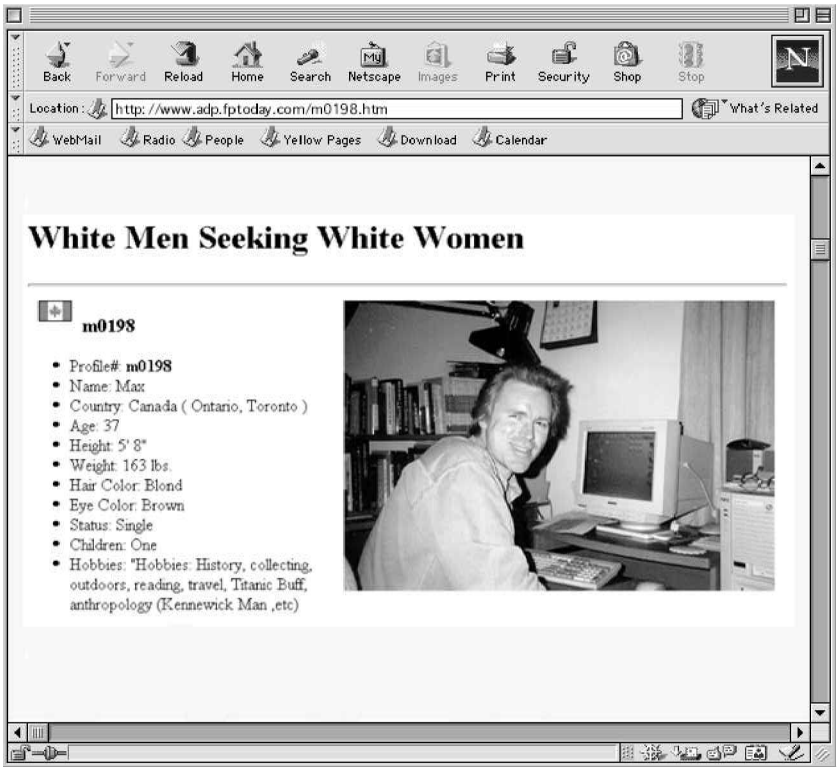 Back Forward Reload Home Search Netscape Images Print Security Shop Stop
My
N
Location: http://www.adp.fptoday.com/m0198.htm What's Related
WebMail Radio People Yellow Pages Download Calendar
White Men Seeking White Women
m0198
Profile#: m0198
Name: Max
Country: Canada ( Ontario, Toronto )
Age: 37
Height: 5' 8"
Weight: 163 lbs.
Hair Color: Blond
Eye Color: Brown
Status: Single
Children: One
Hobbies: "Hobbies: History, collecting,
outdoors, reading, travel, Titanic Buff,
anthropology (Kennewick Man ,etc)